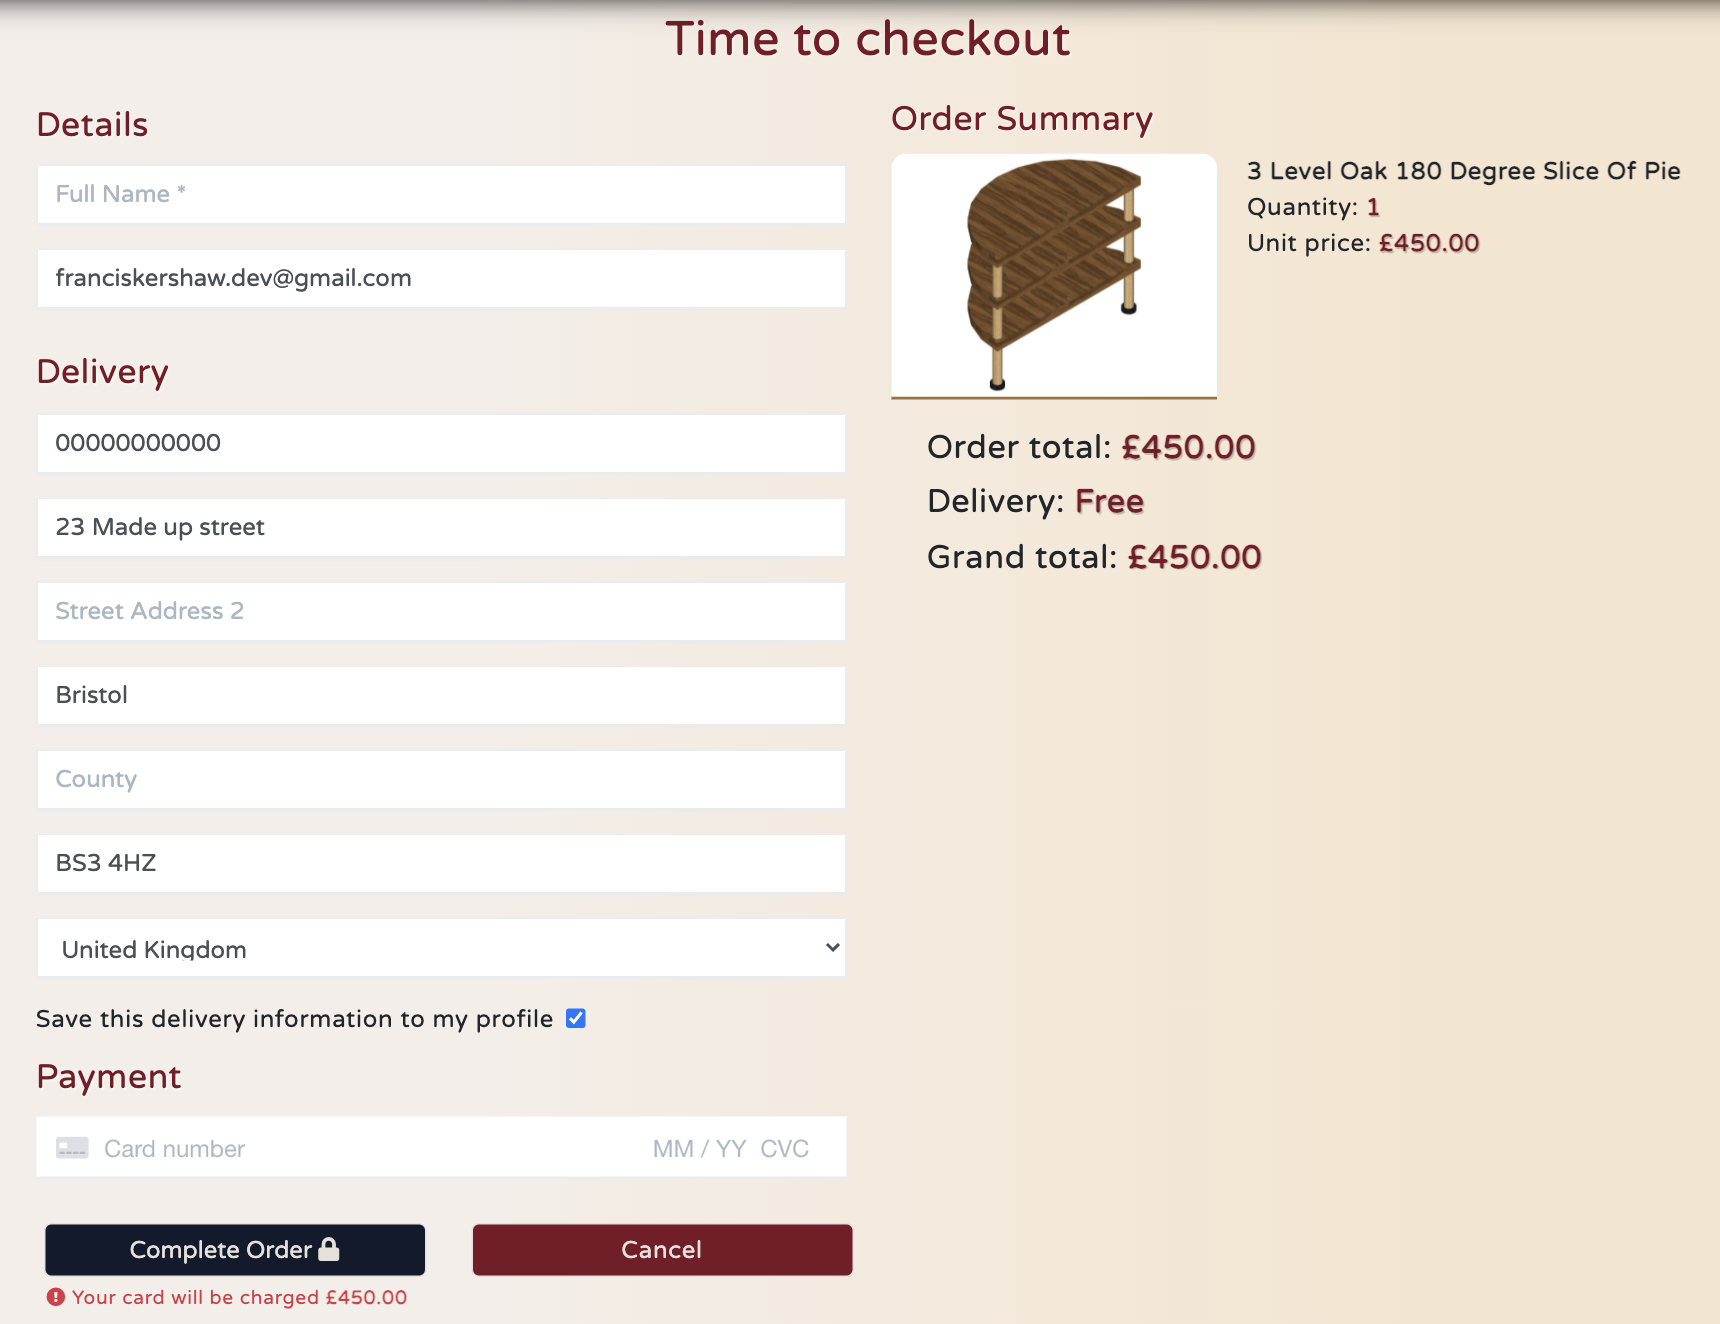 Time to checkout
Details
Full Name *
franciskershaw.dev@gmail.com
Delivery
00000000000
23 Made up street
Street Address 2
Bristol
County
BS3 4HZ
United Kingdom
Save this delivery information to my profile
Payment
Card number MM / YY CVC
Complete Order
Cancel
Your card will be charged £450.00
Order Summary
3 Level Oak 180 Degree Slice Of Pie
Quantity: 1
Unit price: £450.00
Order total: £450.00
Delivery: Free
Grand total: £450.00